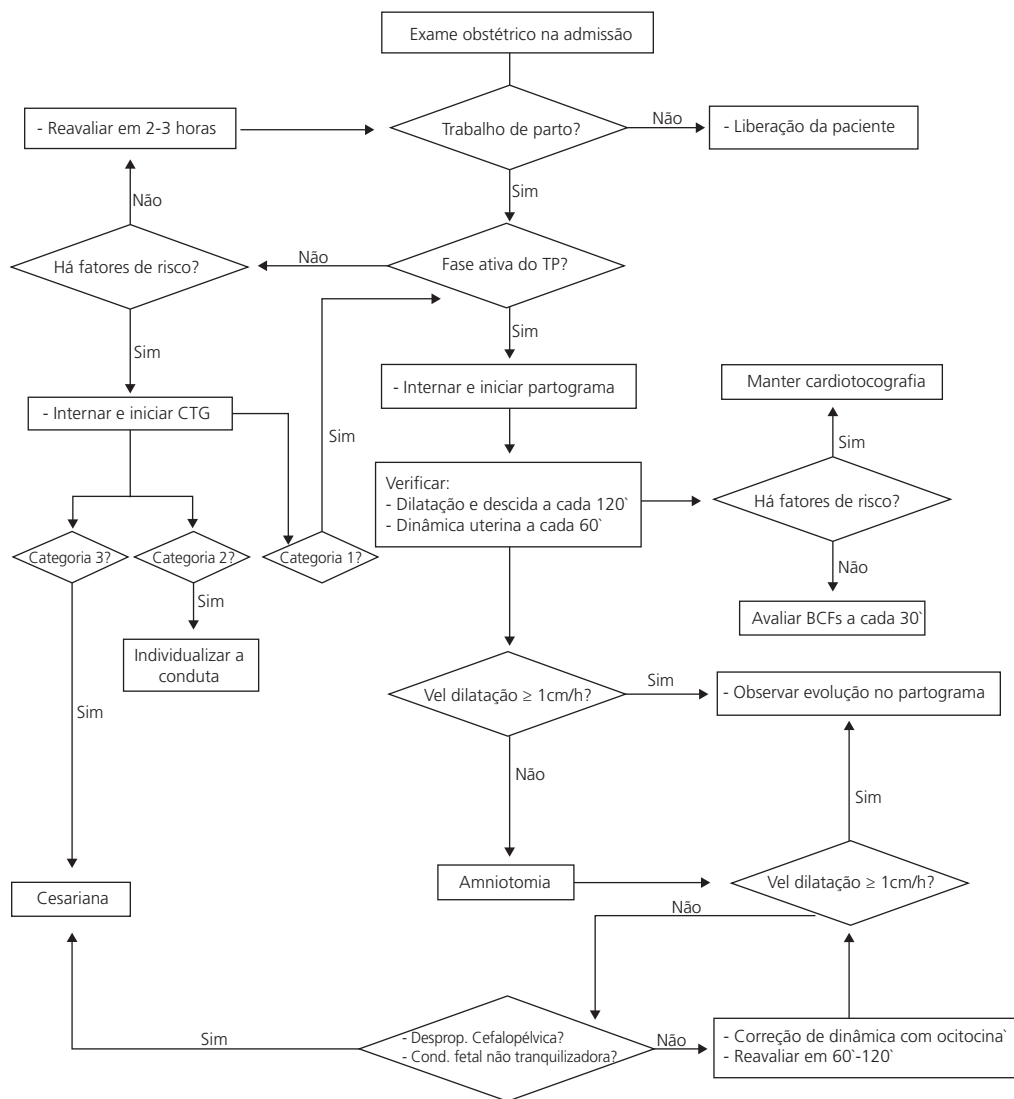 Exame obstétrico na admissão
- Reavaliar em 2-3 horas
Trabalho de parto?
Não
- Liberação da paciente
Não
Sim
Há fatores de risco?
Não
Fase ativa do TP?
Sim
Sim
- Internar e iniciar CTG
- Internar e iniciar partograma
Manter cardiotocografia
Sim
Sim
Verificar:
- Dilatação e descida a cada 120`
- Dinâmica uterina a cada 60`
Há fatores de risco?
Categoria 3?
Categoria 2?
Categoria 1?
Não
Sim
Avaliar BCFs a cada 30`
Individualizar a
conduta
Vel dilatação ≥ 1cm/h?
Sim
- Observar evolução no partograma
Sim
Não
Sim
Cesariana
Amniotomia
Vel dilatação ≥ 1cm/h?
Não
Sim
- Desprop. Cefalopélvica?
- Cond. fetal não tranquilizadora?
Não
- Correção de dinâmica com ocitocina`
- Reavaliar em 60`-120`